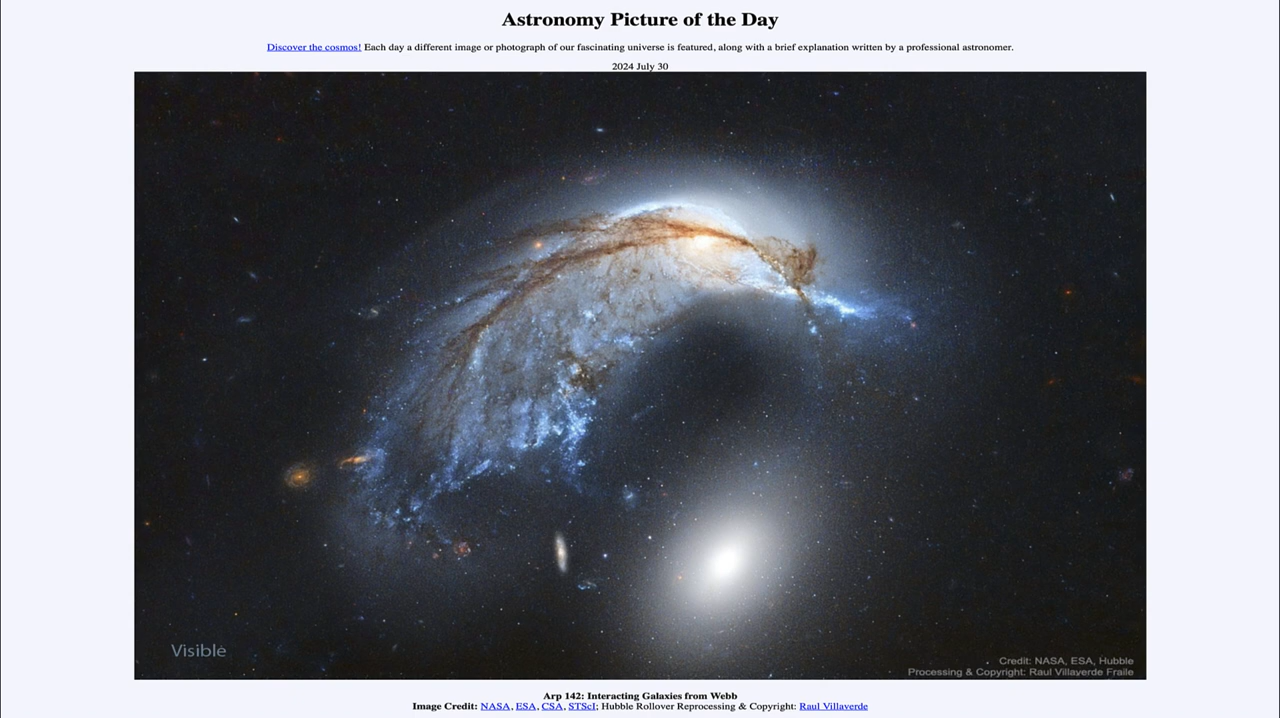 Astronomy Picture of the Day
Discover the cosmos! Each day a different image or photograph of our fascinating universe is featured, along with a brief explanation written by a professional astronomer.
2024 July 30
Visible
Credit: NASA, ESA, Hubble
Processing & Copyright: Raul Villaverde Fraile
Arp 142: Interacting Galaxies from Webb
Image Credit: NASA, ESA, CSA, STScI; Hubble Rollover Reprocessing & Copyright: Raul Villaverde